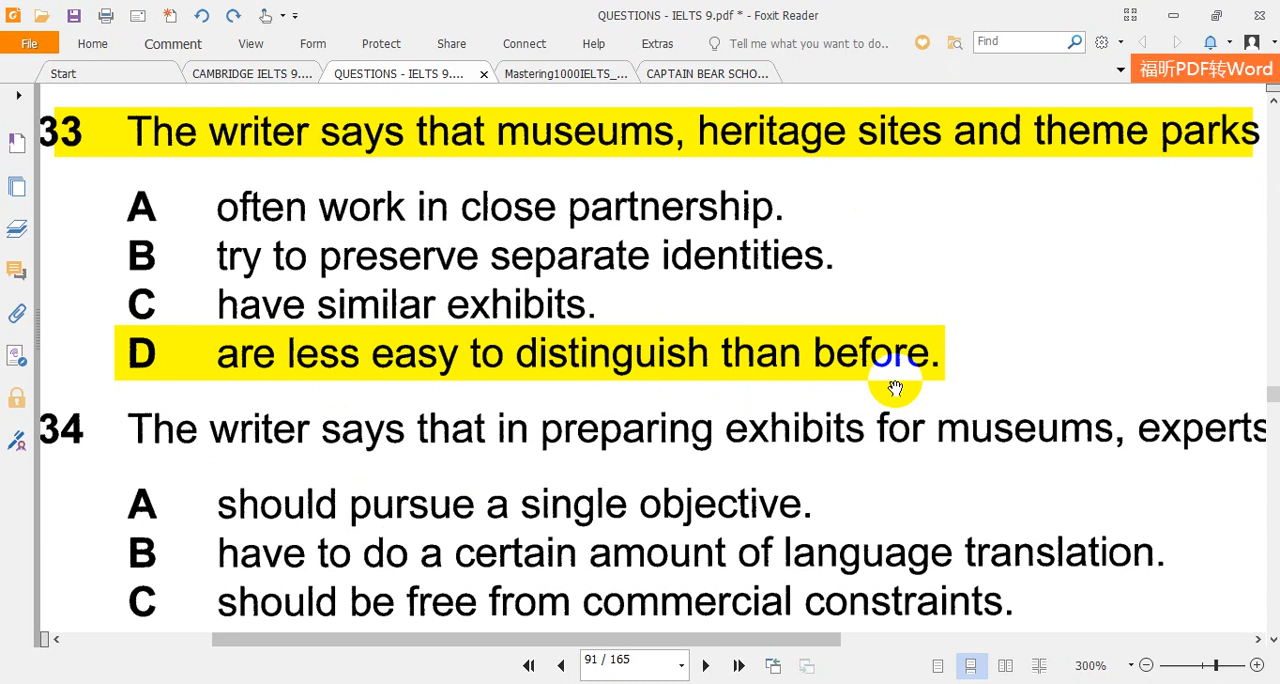 QUESTIONS - IELTS 9.pdf * - Foxit Reader
File Home Comment View Form Protect Share Connect Help Extras Tell me what you want to do.. Find
Start CAMBRIDGE IELTS 9.... QUESTIONS - IELTS 9.... Mastering1000IELTS_... CAPTAIN BEAR SCHO... 福昕PDF转Word
33 The writer says that museums, heritage sites and theme parks
A often work in close partnership.
B try to preserve separate identities.
C have similar exhibits.
D are less easy to distinguish than before.
34 The writer says that in preparing exhibits for museums, experts
A should pursue a single objective.
B have to do a certain amount of language translation.
C should be free from commercial constraints.
91 / 165 300%